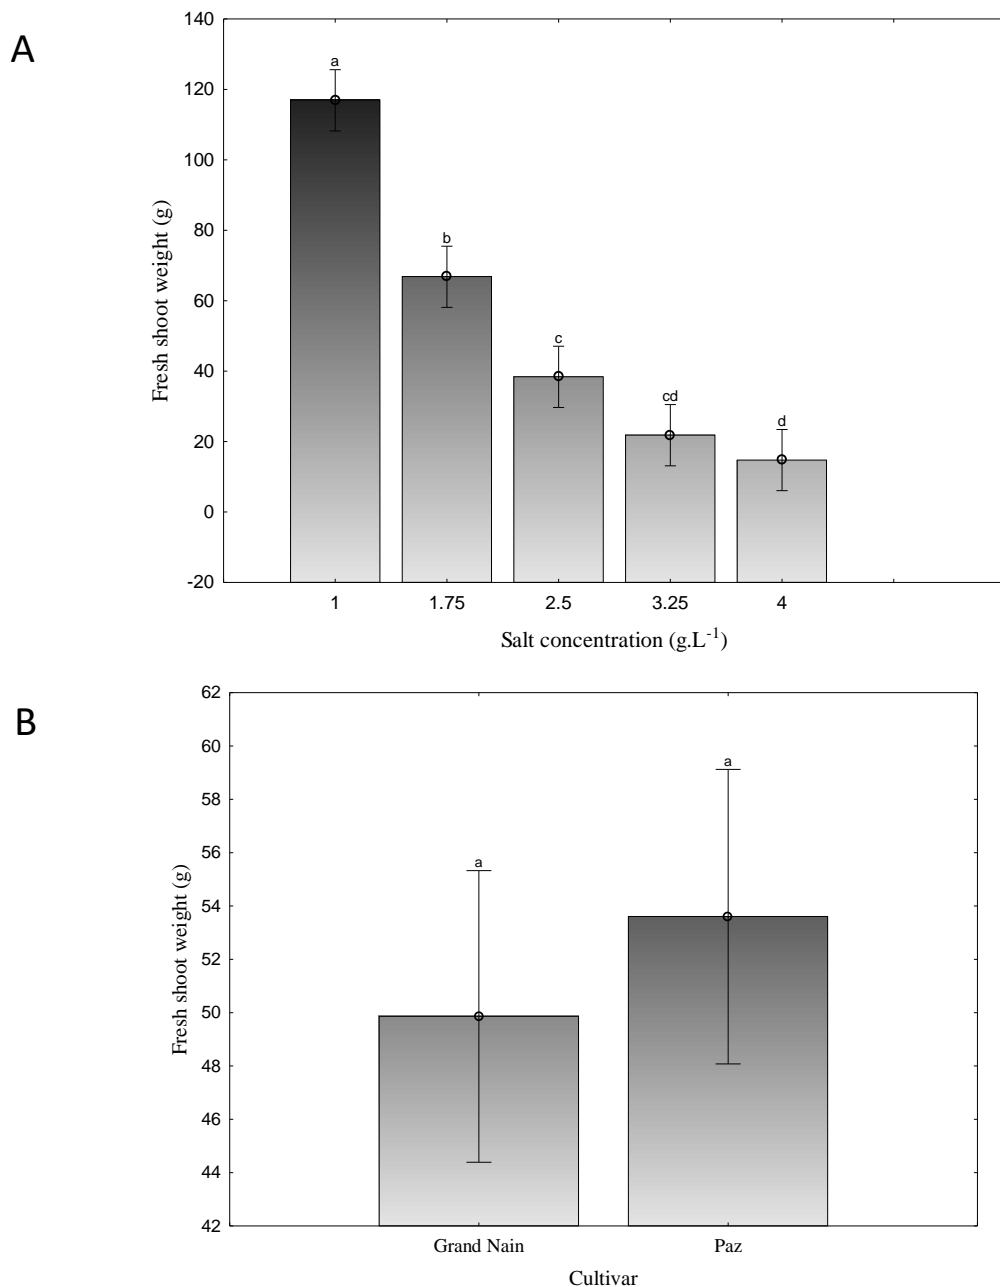 A
140
120
100
80
60
40
20
0
-20
a
b
c
cd
d
Fresh shoot weight (g)
1 1.75 2.5 3.25 4
Salt concentration (g.L-1)
B
62
60
58
56
54
52
50
48
46
44
42
a
a
Fresh shoot weight (g)
Grand Nain Paz
Cultivar